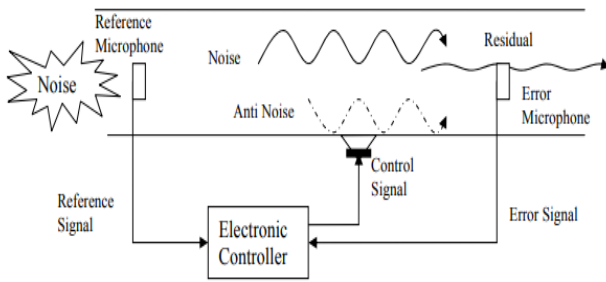 Reference
Microphone
Noise
Noise
Residual
Anti Noise
Error
Microphone
Control
Signal
Reference
Signal
Electronic
Controller
Error Signal